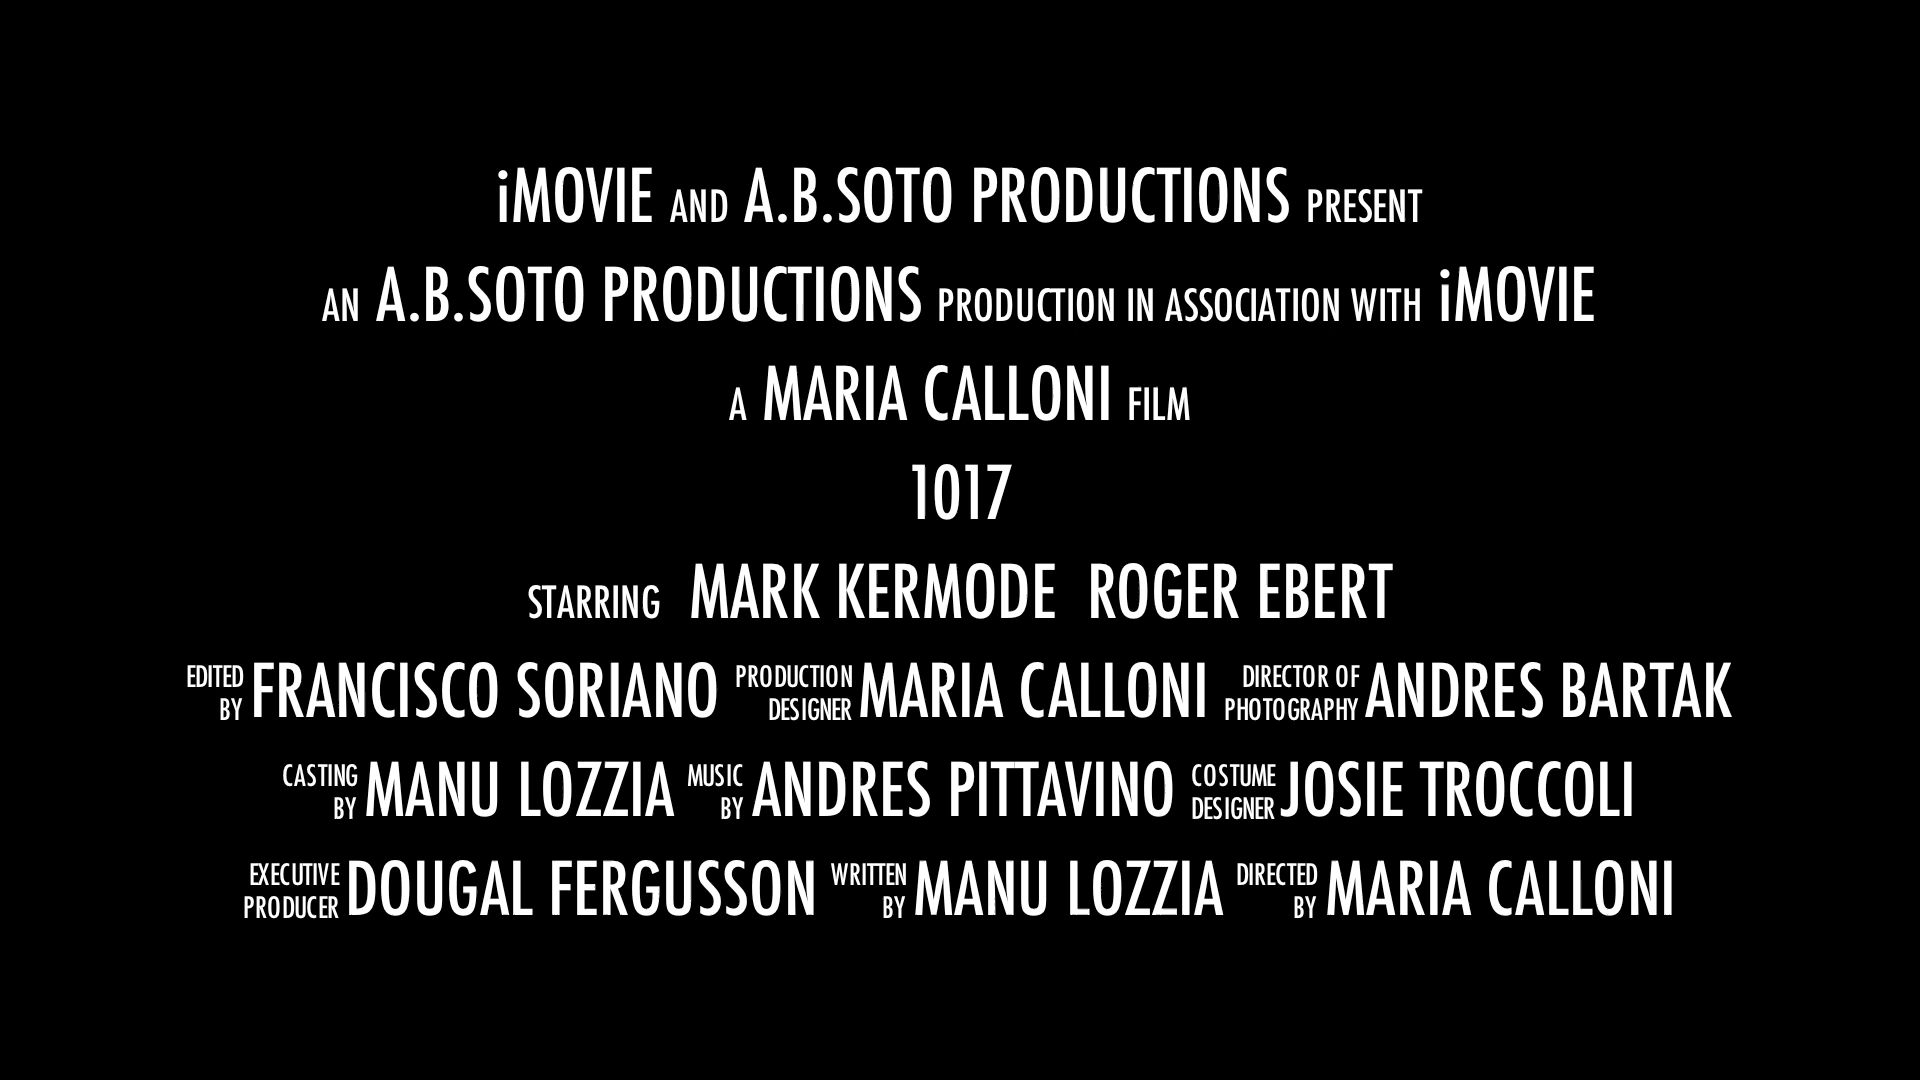 iMOVIE AND A.B.SOTO PRODUCTIONS PRESENT
AN A.B.SOTO PRODUCTIONS PRODUCTION IN ASSOCIATION WITH iMOVIE
A MARIA CALLONI FILM
1017
STARRING MARK KERMODE ROGER EBERT
EDITED BY FRANCISCO SORIANO PRODUCTION DESIGNER MARIA CALLONI DIRECTOR OF PHOTOGRAPHY ANDRES BARTAK
CASTING BY MANU LOZZIA MUSIC BY ANDRES PITTAVINO COSTUME DESIGNER JOSIE TROCCOLI
EXECUTIVE PRODUCER DOUGAL FERGUSSON WRITTEN BY MANU LOZZIA DIRECTED BY MARIA CALLONI